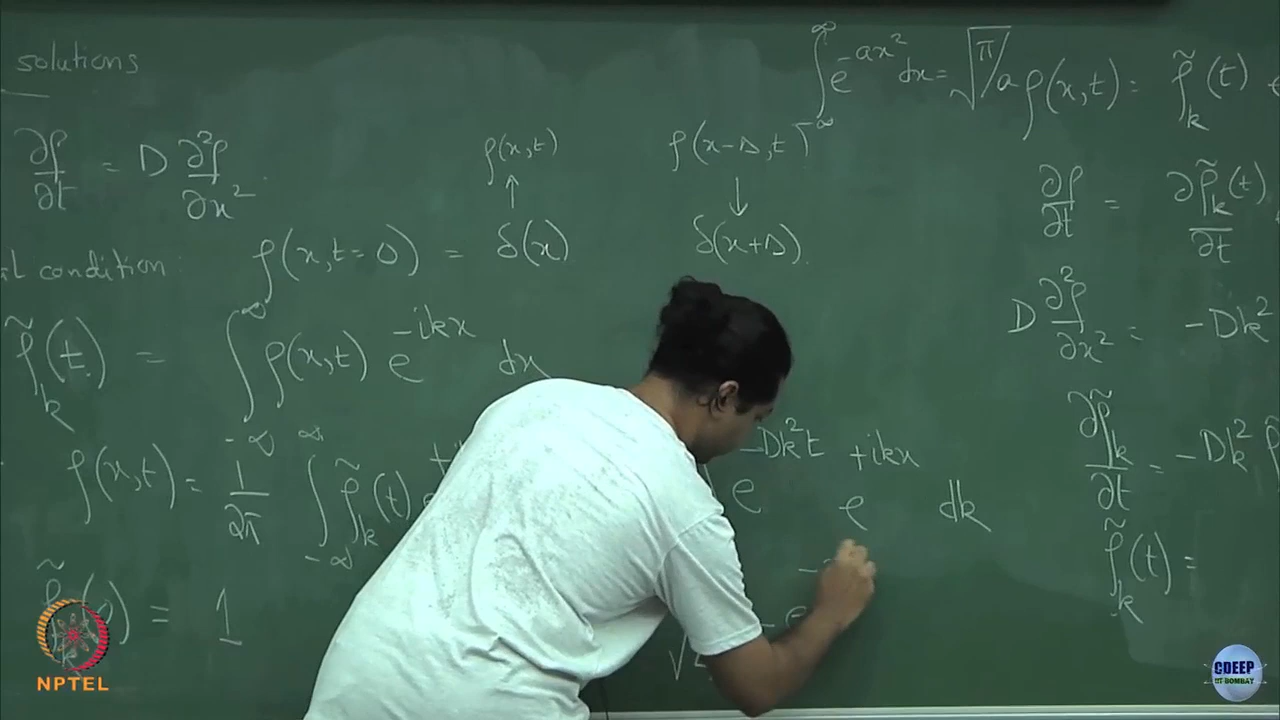 solutions
∂ρ/∂t = D ∂²ρ/∂x²
al condition
ρ(x, t=0) = δ(x)
ρ(x,t)
↑
ρ(x-Δ, t)
↓
δ(x+Δ).
∫_{-∞}^{∞} e^{-ax²} dx = √(π/a)
ρ̃_k(t) = ∫_{-∞}^{∞} ρ(x,t) e^{-ikx} dx
ρ(x,t) = 1/2π ∫_{-∞}^{∞} ρ̃_k(t)
e^{-Dk²t} e^{+ikx} dk
= 1
ρ(x,t) = ρ̃_k(t)
∂ρ/∂t = ∂ρ̃_k(t)/∂t
D ∂²ρ/∂x² = -Dk²
∂ρ̃_k/∂t = -Dk² ρ̃
ρ̃_k(t) =
NPTEL
CDEEP
IIT BOMBAY